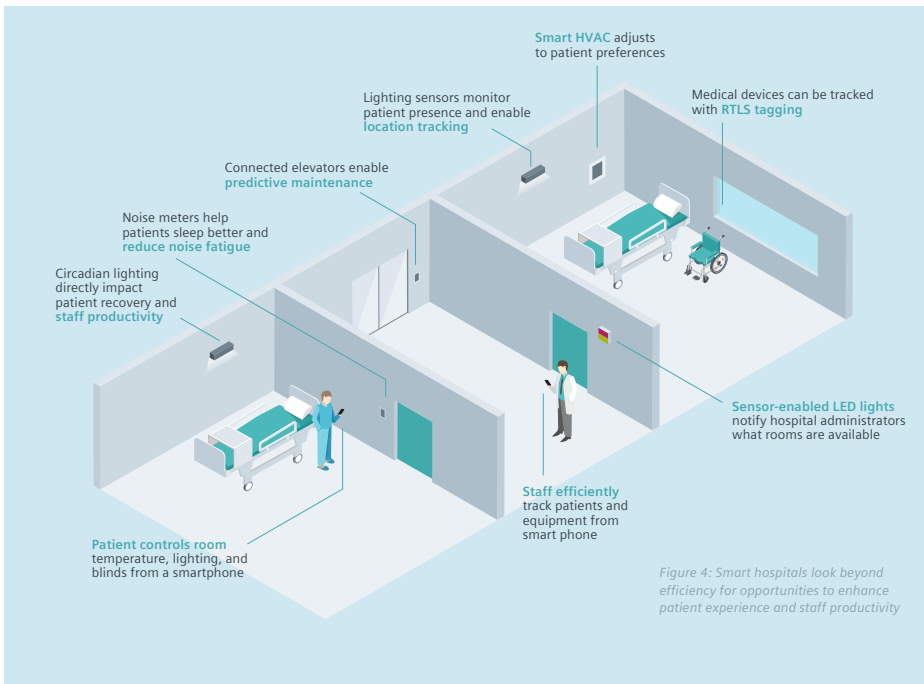 Smart HVAC adjusts
to patient preferences
Lighting sensors monitor
patient presence and enable
location tracking
Medical devices can be tracked
with RTLS tagging
Connected elevators enable
predictive maintenance
Noise meters help
patients sleep better and
reduce noise fatigue
Circadian lighting
directly impact
patient recovery and
staff productivity
Sensor-enabled LED lights
notify hospital administrators
what rooms are available
Staff efficiently
track patients and
equipment from
smart phone
Patient controls room
temperature, lighting, and
blinds from a smartphone
Figure 4: Smart hospitals look beyond
efficiency for opportunities to enhance
patient experience and staff productivity